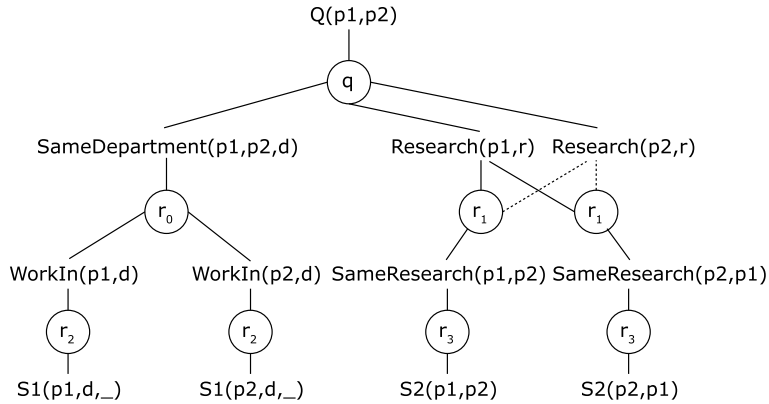 Q(p1,p2)
q
SameDepartment(p1,p2,d) Research(p1,r) Research(p2,r)
r0 r1 r1
WorkIn(p1,d) WorkIn(p2,d) SameResearch(p1,p2) SameResearch(p2,p1)
r2 r2 r3 r3
S1(p1,d,_) S1(p2,d,_) S2(p1,p2) S2(p2,p1)